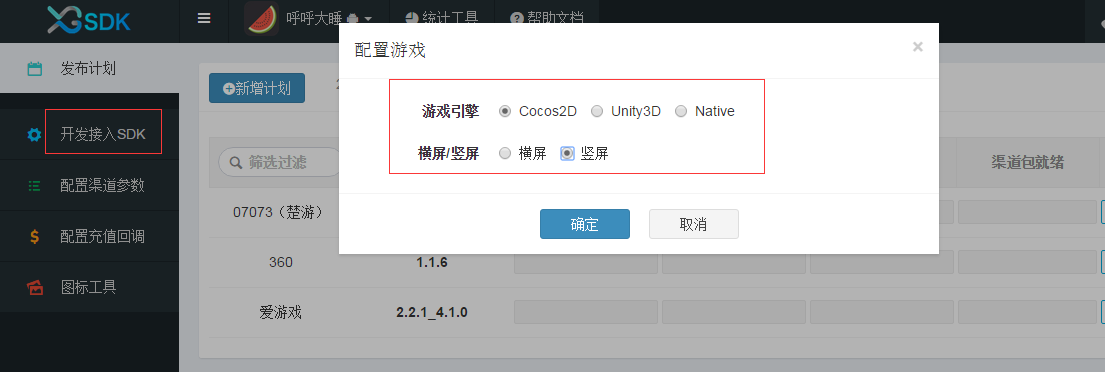 XGSDK
呼呼大睡
统计工具
帮助文档
发布计划
开发接入SDK
配置渠道参数
配置充值回调
图标工具
新增计划
配置游戏
×
游戏引擎 Cocos2D Unity3D Native
横屏/竖屏 横屏 竖屏
确定 取消
筛选过滤
渠道包就绪
07073（楚游）
360 1.1.6
爱游戏 2.2.1_4.1.0